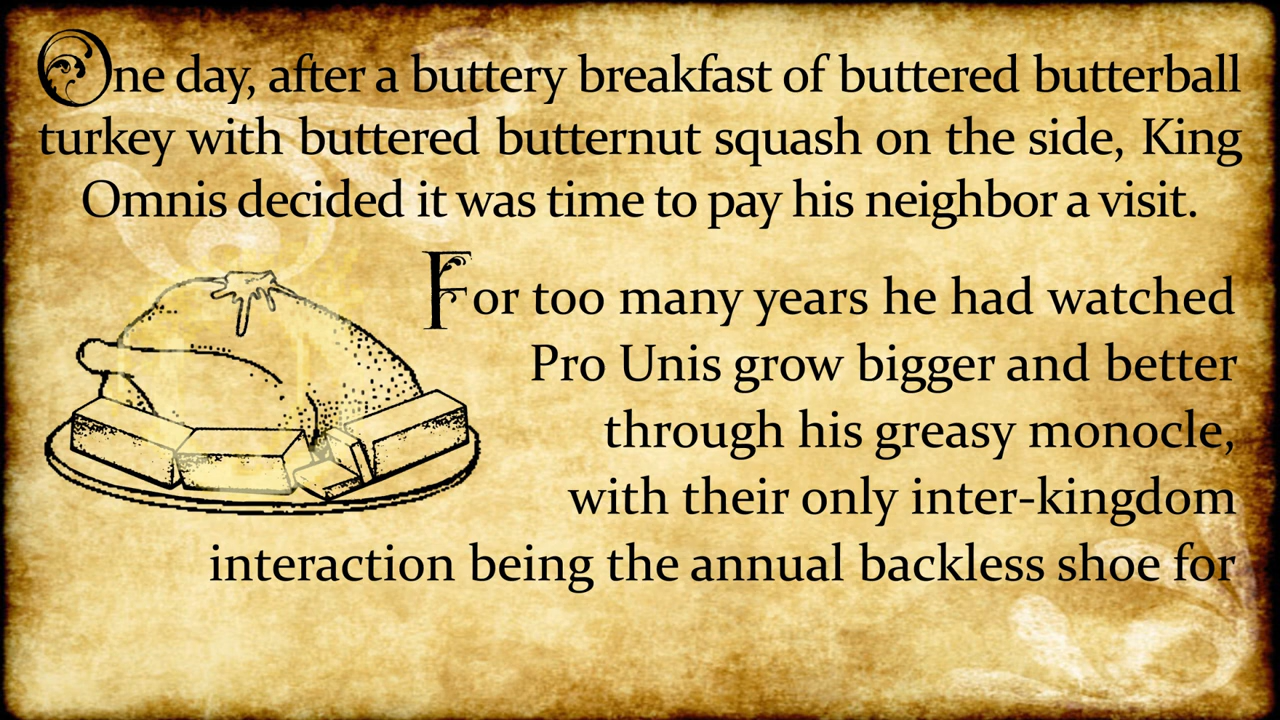 One day, after a buttery breakfast of buttered butterball
turkey with buttered butternut squash on the side, King
Omnis decided it was time to pay his neighbor a visit.
For too many years he had watched
Pro Unis grow bigger and better
through his greasy monocle,
with their only inter-kingdom
interaction being the annual backless shoe for